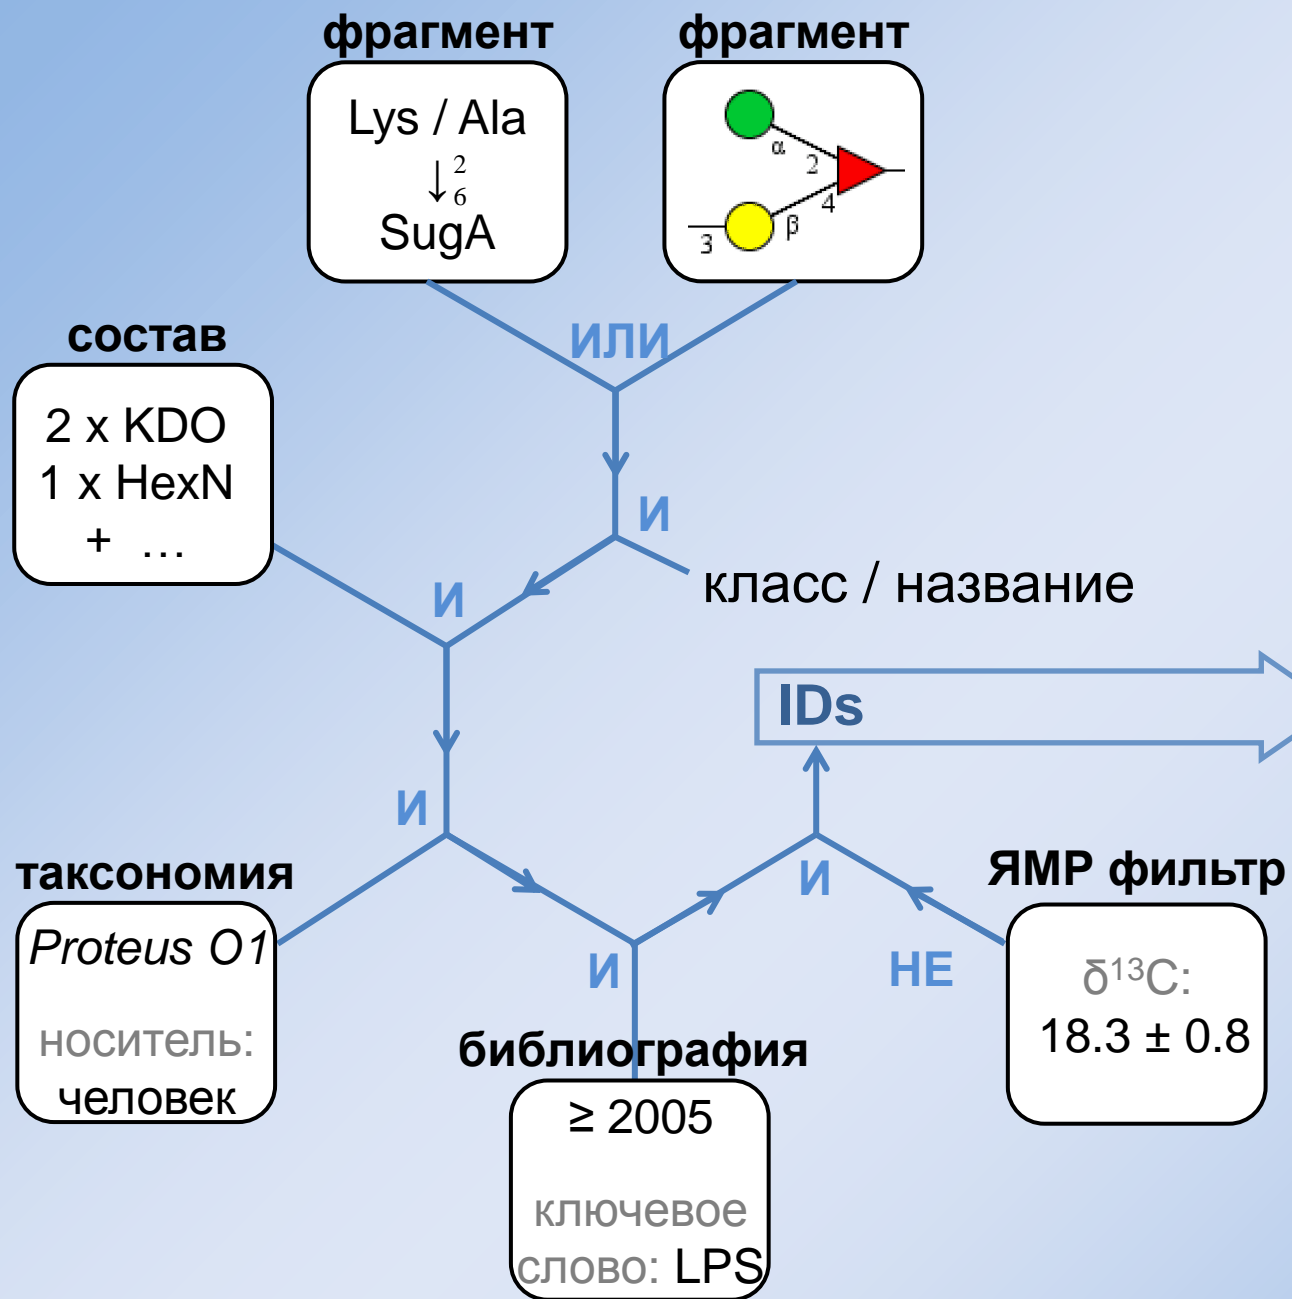 фрагмент
фрагмент
Lys / Ala
↓ 2
6
SugA
α
2
4
β
3
ИЛИ
состав
2 x KDO
1 x HexN
+ …
И
класс / название
И
IDs
И
таксономия
Proteus O1
носитель:
человек
И
И
НЕ
ЯМР фильтр
δ¹³C:
18.3 ± 0.8
библиография
≥ 2005
ключевое
слово: LPS